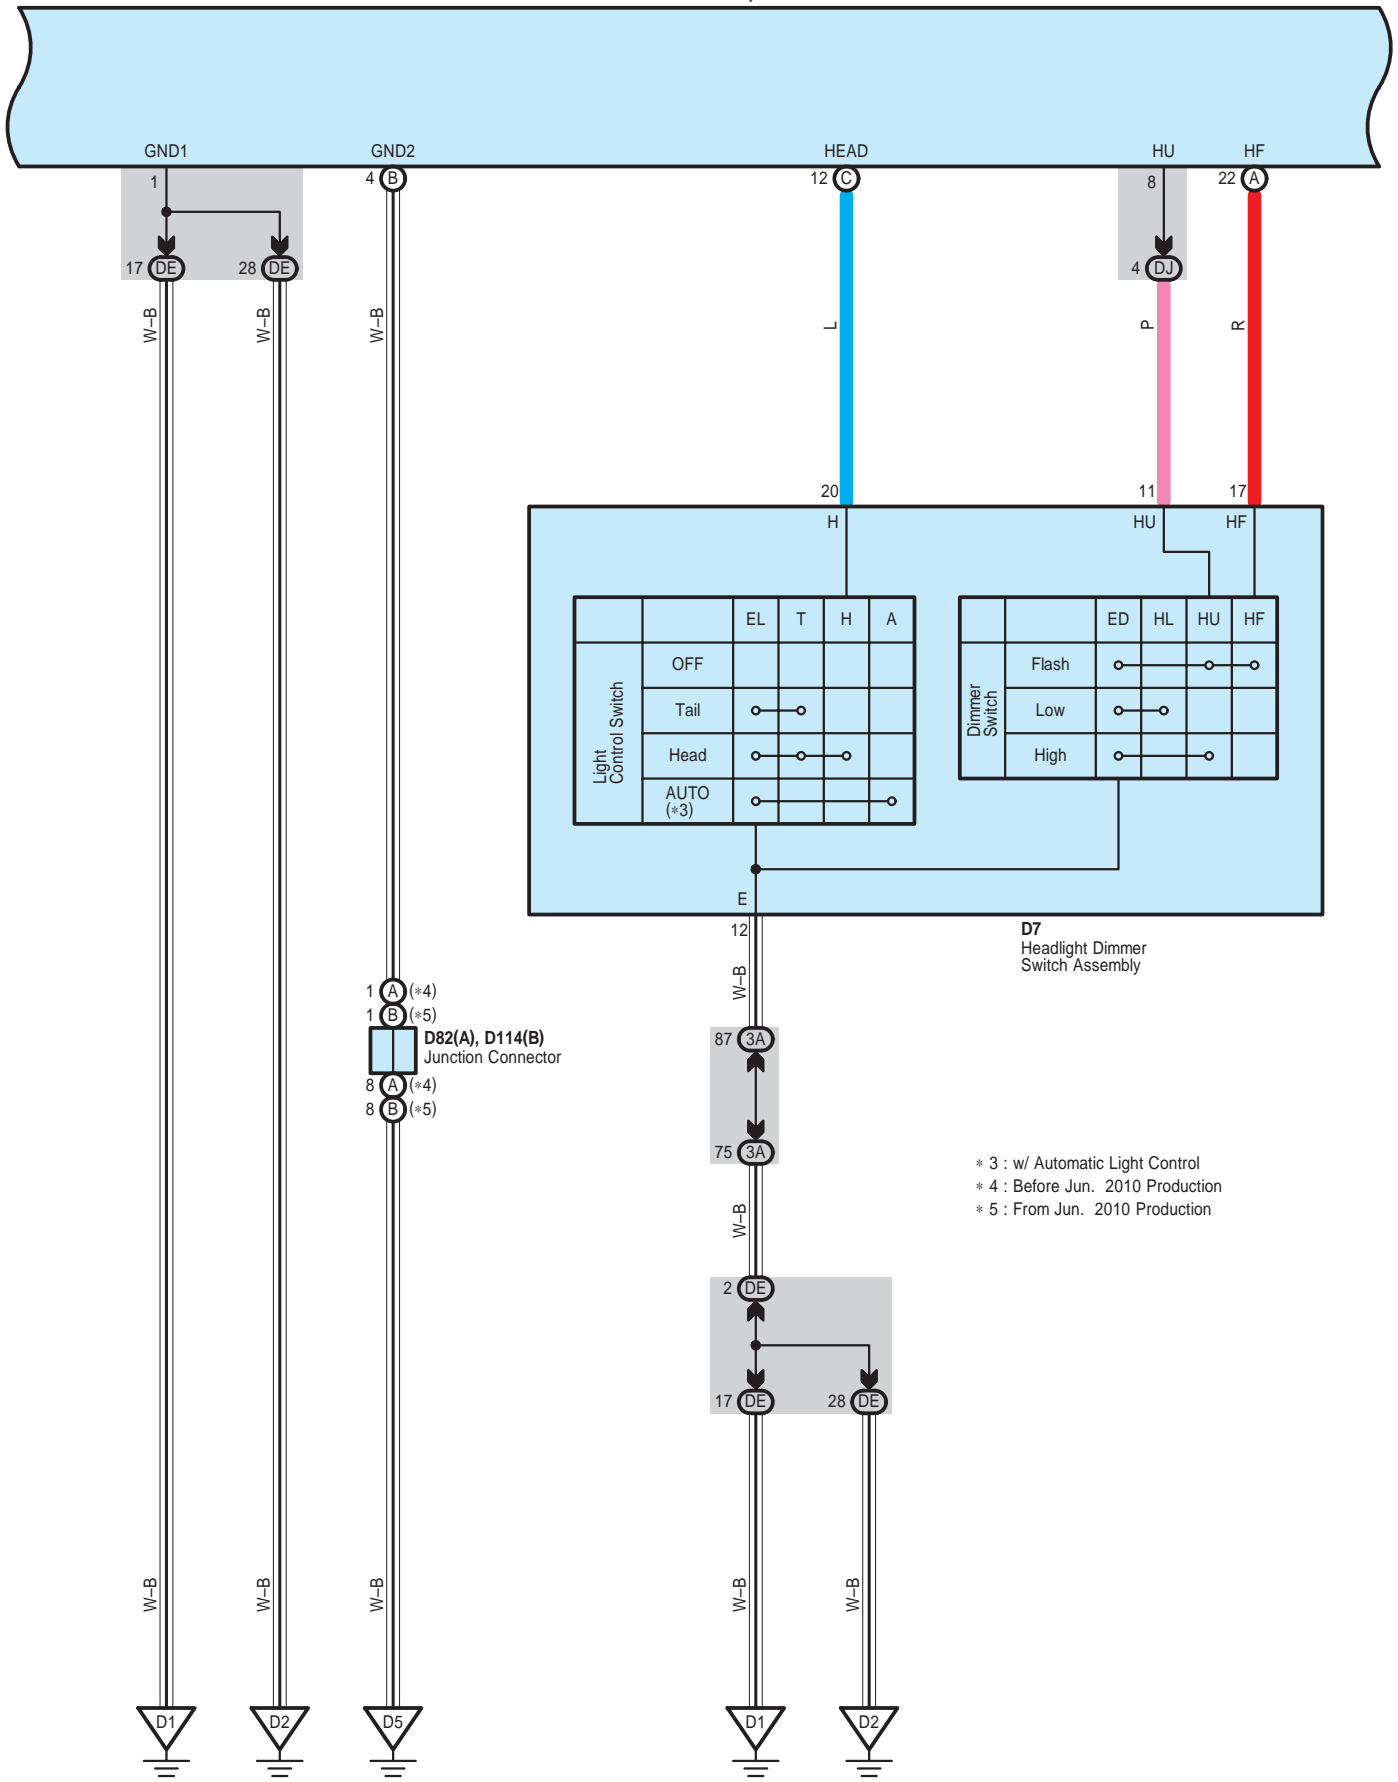 GND1 GND2 HEAD HU HF
1 4 B 12 C 8 22 A
17 DE 28 DE 4 DJ
W–B W–B W–B L P R
20 11 17
H HU HF
EL T H A
ED HL HU HF
Light
Control Switch
OFF
Tail
Head
AUTO
(∗3)
Dimmer
Switch
Flash
Low
High
E
12
D7
Headlight Dimmer
Switch Assembly
W–B
1 A (∗4)
1 B (∗5)
D82(A), D114(B)
Junction Connector
8 A (∗4)
8 B (∗5)
87 3A
75 3A
∗ 3 : w/ Automatic Light Control
∗ 4 : Before Jun. 2010 Production
∗ 5 : From Jun. 2010 Production
W–B
2 DE
17 DE 28 DE
W–B W–B W–B W–B W–B
D1 D2 D5 D1 D2